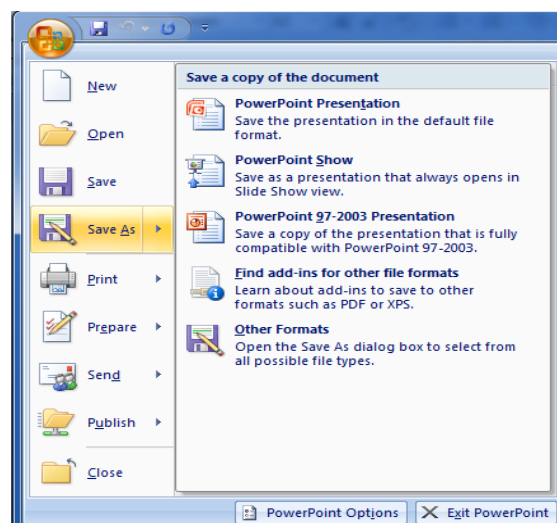 New
Open
Save
Save As
Print
Prepare
Send
Publish
Close
Save a copy of the document
PowerPoint Presentation
Save the presentation in the default file
format.
PowerPoint Show
Save as a presentation that always opens in
Slide Show view.
PowerPoint 97-2003 Presentation
Save a copy of the presentation that is fully
compatible with PowerPoint 97-2003.
Find add-ins for other file formats
Learn about add-ins to save to other
formats such as PDF or XPS.
Other Formats
Open the Save As dialog box to select from
all possible file types.
PowerPoint Options
Exit PowerPoint